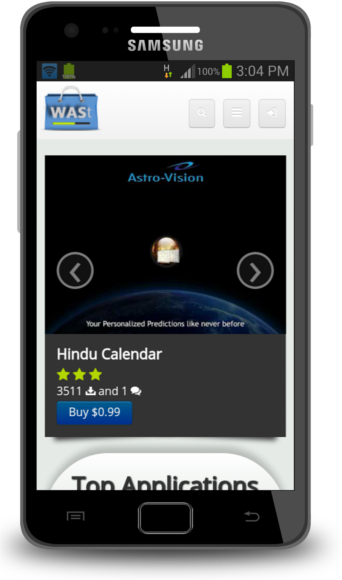 SAMSUNG
H 100% 3:04 PM
WASt
Astro-Vision
Your Personalized Predictions like never before
Hindu Calendar
3511 and 1
Buy $0.99
Top Applications